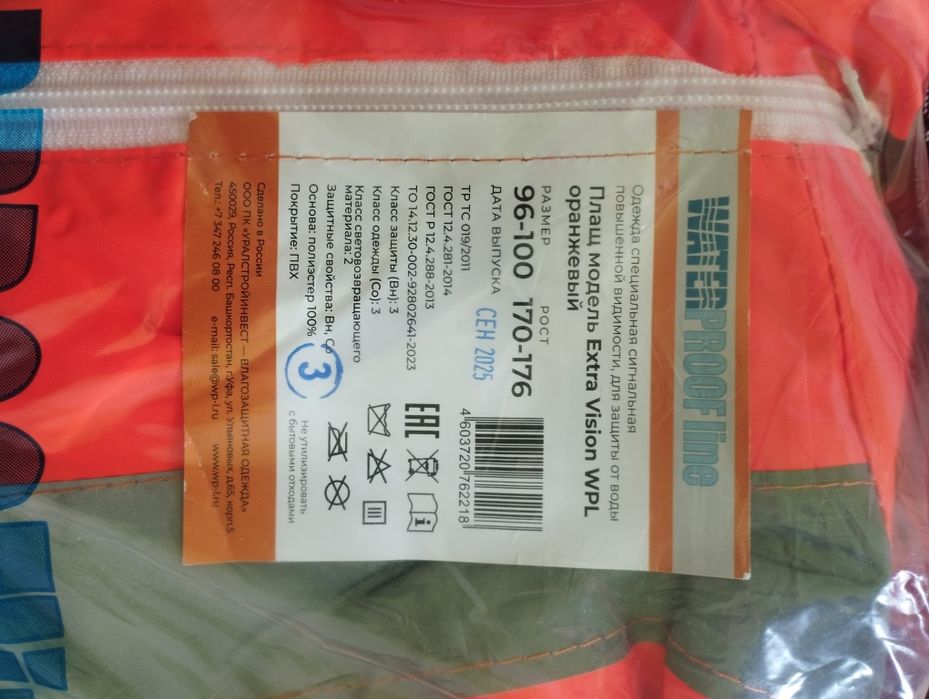 WATERPROOF line
Одежда специальная сигнальная
повышенной видимости, для защиты от воды
Плащ модель Extra Vision WPL
оранжевый
РАЗМЕР РОСТ
96-100 170-176
ДАТА ВЫПУСКА СЕН 2025
4603720762218
ТР ТС 019/2011
ГОСТ 12.4.281-2014
ГОСТ Р 12.4.288-2013
ТО 14.12.30-002-92802641-2023
EAC
Класс защиты (Вн): 3
Класс одежды (Со): 3
Класс световозвращающего
материала: 2
Защитные свойства: Вн, Со
Основа: полиэстер 100%
Покрытие: ПВХ
3
Не утилизировать
с бытовыми отходами
Сделано в России
ООО ПК «УРАЛСТРОЙИНВЕСТ — ВЛАГОЗАЩИТНАЯ ОДЕЖДА»
450029, Россия, Респ. Башкортостан, г.Уфа, ул. Ульяновых, д.65, корп.5
Тел.: +7 347 246 08 00 e-mail: sale@wp-l.ru www.wp-l.ru